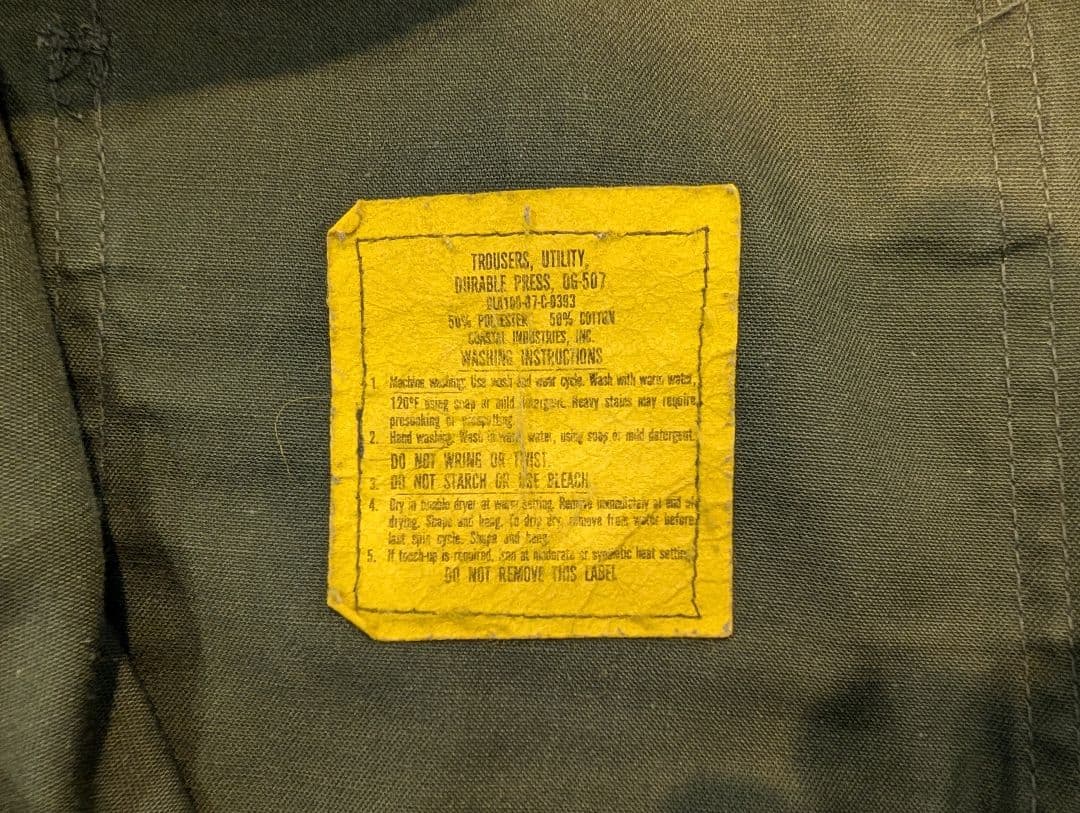 TROUSERS, UTILITY,
DURABLE PRESS, OG-507
DLA100-87-C-0393
50% POLYESTER 50% COTTON
COASTAL INDUSTRIES, INC.
WASHING INSTRUCTIONS
1. Machine washing: Use wash and wear cycle. Wash with warm water,
120°F using soap or mild detergent. Heavy stains may require
presoaking or prespotting.
2. Hand washing: Wash in warm water, using soap or mild detergent.
DO NOT WRING OR TWIST.
3. DO NOT STARCH OR USE BLEACH
4. Dry in tumble dryer at warm setting. Remove immediately at end of
drying. Shape and hang. To drip dry, remove from water before
last spin cycle. Shape and hang.
5. If touch-up is required, iron at moderate or synthetic heat setting.
DO NOT REMOVE THIS LABEL